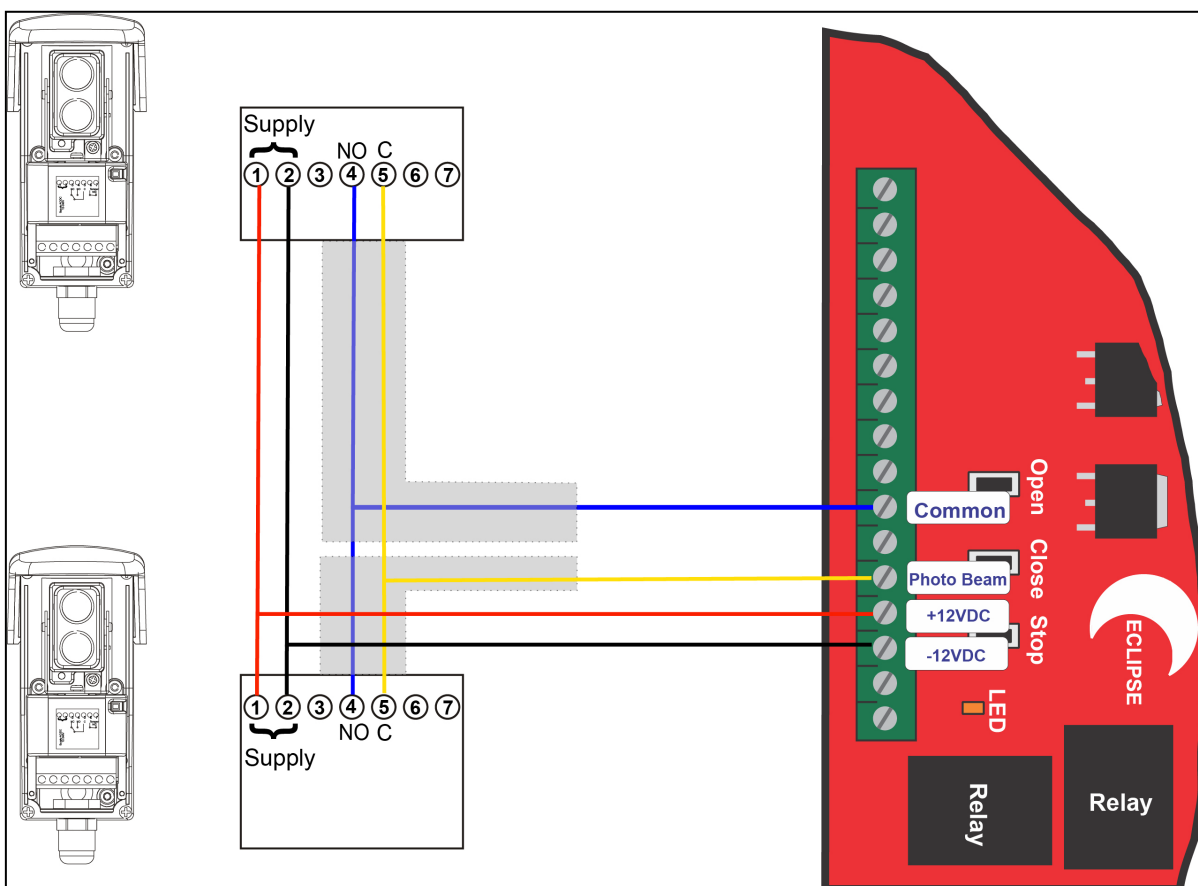 Supply
NO C
1 2 3 4 5 6 7
Open
Common
Close
Photo Beam
+12VDC
Stop
-12VDC
ECLIPSE
LED
1 2 3 4 5 6 7
NO C
Supply
Relay
Relay